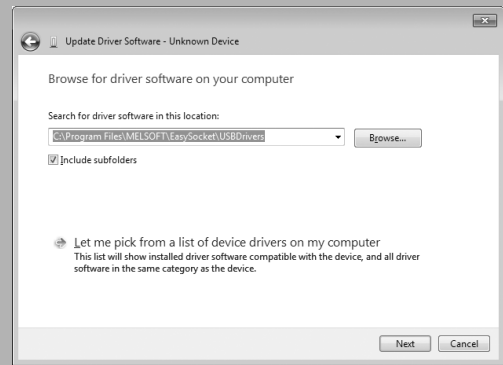 Update Driver Software - Unknown Device
Browse for driver software on your computer
Search for driver software in this location:
C:\Program Files\MELSOFT\EasySocket\USBDrivers
Browse...
Include subfolders
Let me pick from a list of device drivers on my computer
This list will show installed driver software compatible with the device, and all driver
software in the same category as the device.
Next Cancel